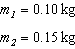 m₁ = 0.10 kg
m₂ = 0.15 kg